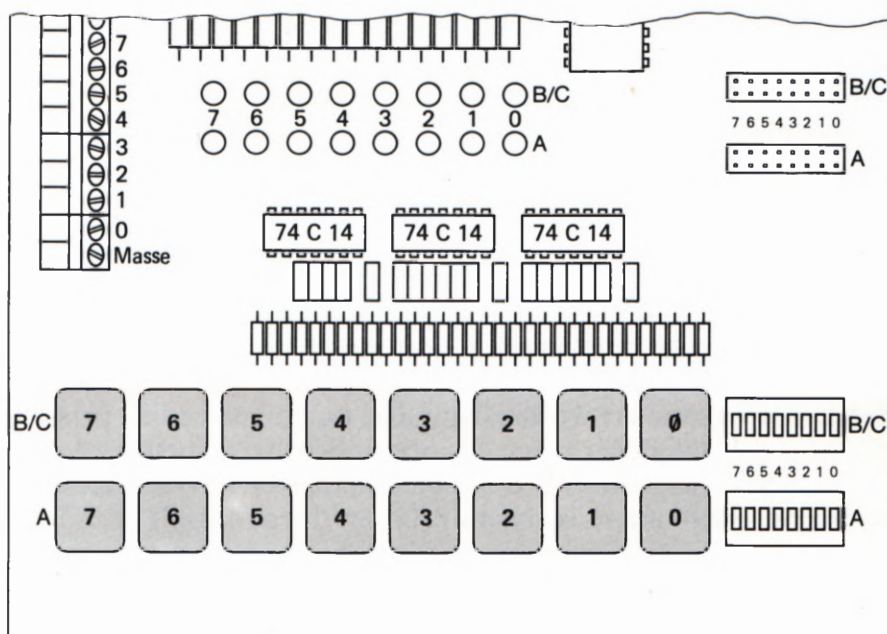 7
6
5
4
3
2
1
0
Masse
B/C
7 6 5 4 3 2 1 0
A
B/C
7 6 5 4 3 2 1 0
A
74 C 14 74 C 14 74 C 14
B/C 7 6 5 4 3 2 1 Ø B/C
7 6 5 4 3 2 1 0
A 7 6 5 4 3 2 1 0 A